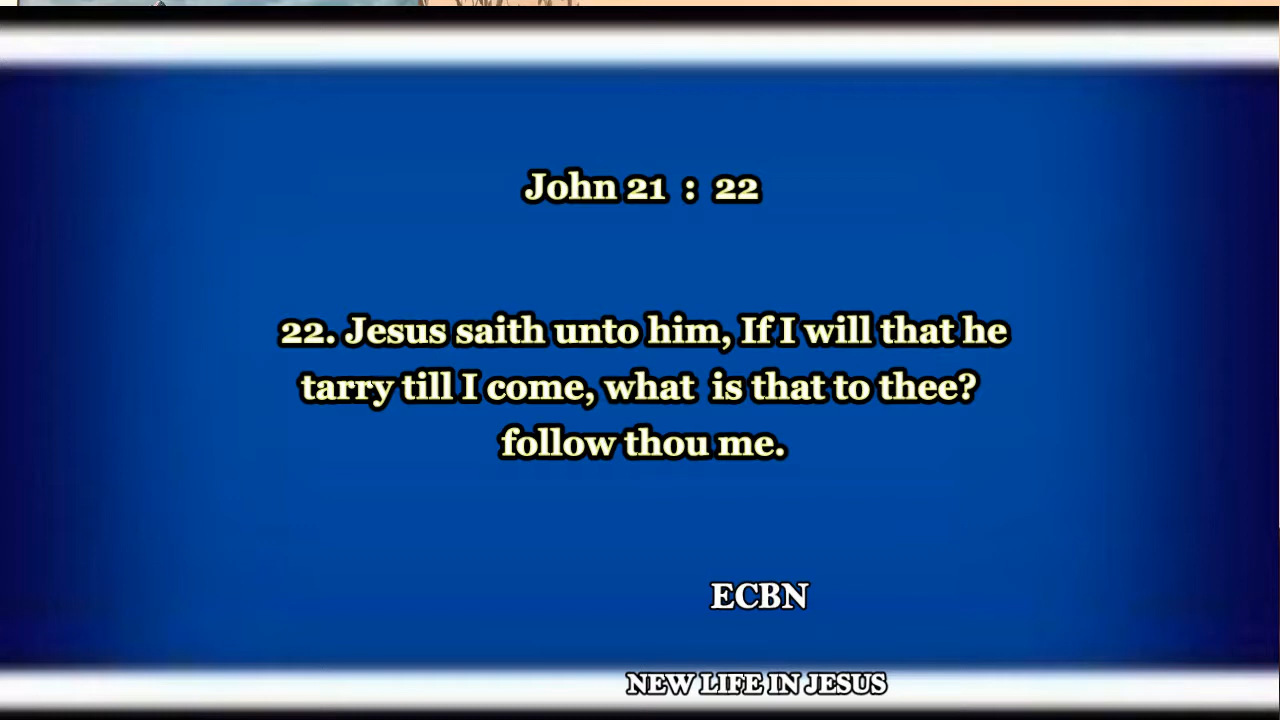 John 21 : 22
22. Jesus saith unto him, If I will that he
tarry till I come, what is that to thee?
follow thou me.
ECBN
NEW LIFE IN JESUS